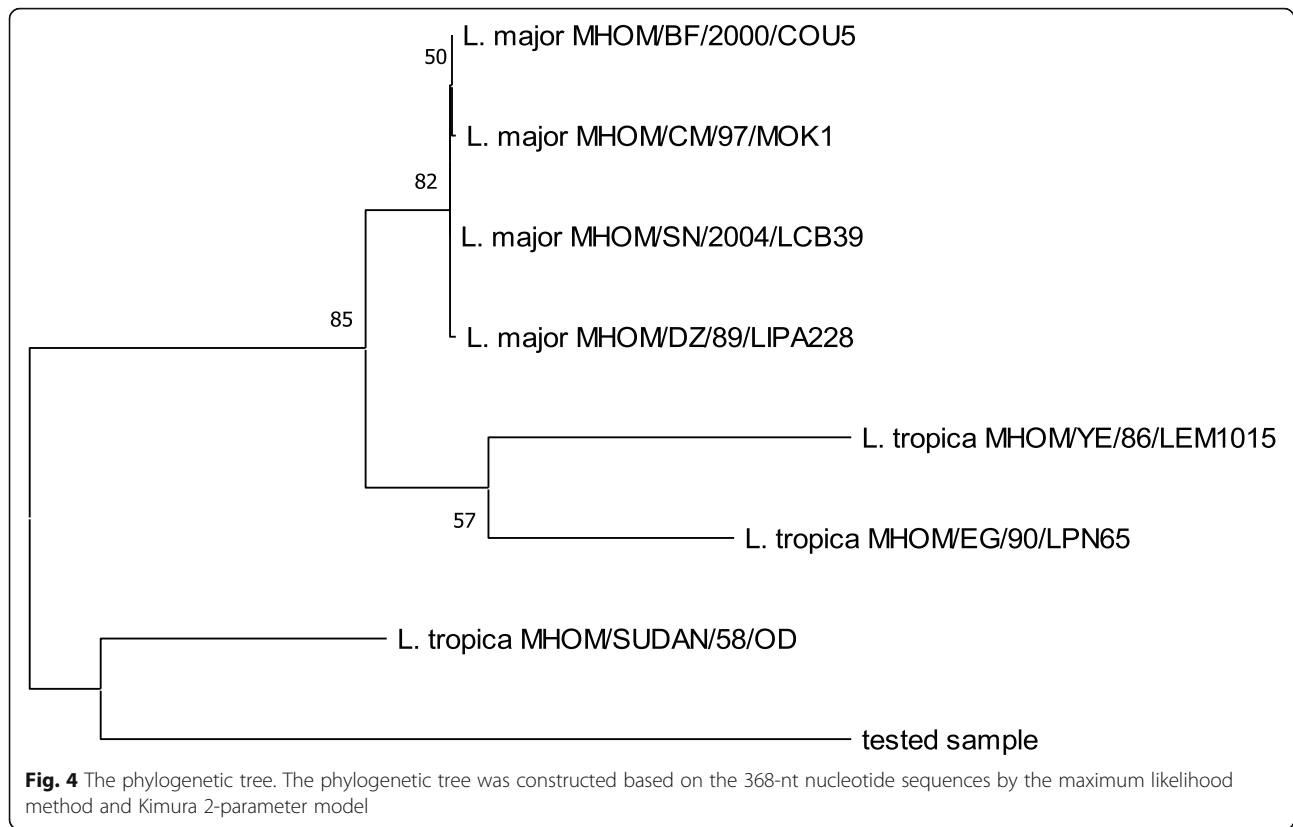 L. major MHOM/BF/2000/COU5
50
L. major MHOM/CM/97/MOK1
82
L. major MHOM/SN/2004/LCB39
85
L. major MHOM/DZ/89/LIPA228
L. tropica MHOM/YE/86/LEM1015
57
L. tropica MHOM/EG/90/LPN65
L. tropica MHOM/SUDAN/58/OD
tested sample
Fig. 4 The phylogenetic tree. The phylogenetic tree was constructed based on the 368-nt nucleotide sequences by the maximum likelihood
method and Kimura 2-parameter model